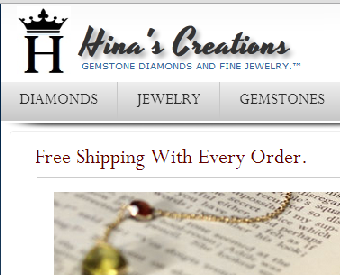 H
Hina's Creations
GEMSTONE DIAMONDS AND FINE JEWELRY.™
DIAMONDS JEWELRY GEMSTONES
Free Shipping With Every Order.